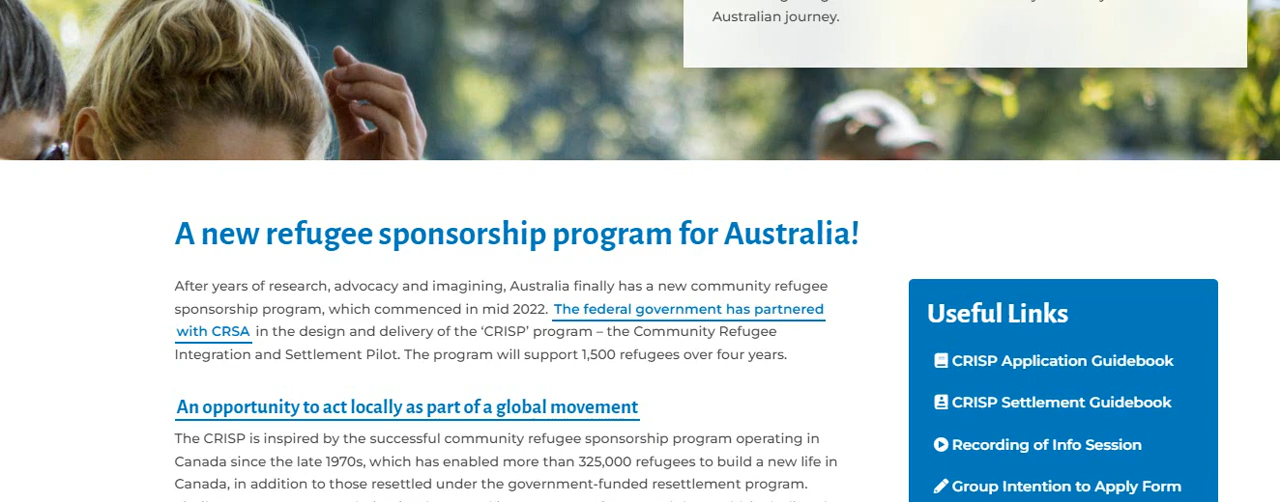 Australian journey.
A new refugee sponsorship program for Australia!
After years of research, advocacy and imagining, Australia finally has a new community refugee
sponsorship program, which commenced in mid 2022. The federal government has partnered
with CRSA in the design and delivery of the ‘CRISP’ program – the Community Refugee
Integration and Settlement Pilot. The program will support 1,500 refugees over four years.
An opportunity to act locally as part of a global movement
The CRISP is inspired by the successful community refugee sponsorship program operating in
Canada since the late 1970s, which has enabled more than 325,000 refugees to build a new life in
Canada, in addition to those resettled under the government-funded resettlement program.
Useful Links
CRISP Application Guidebook
CRISP Settlement Guidebook
Recording of Info Session
Group Intention to Apply Form